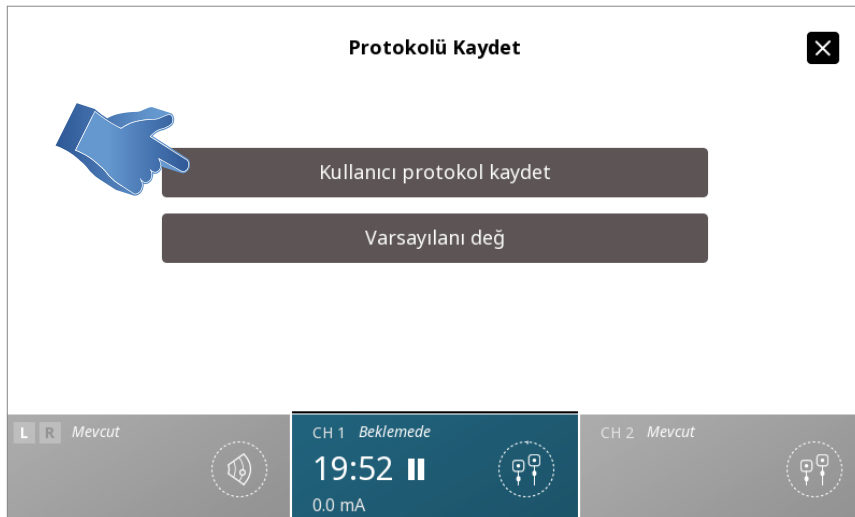 Protokolü Kaydet
Kullanıcı protokol kaydet
Varsayılanı değ
L R Mevcut
CH 1 Beklemede
19:52
0.0 mA
CH 2 Mevcut